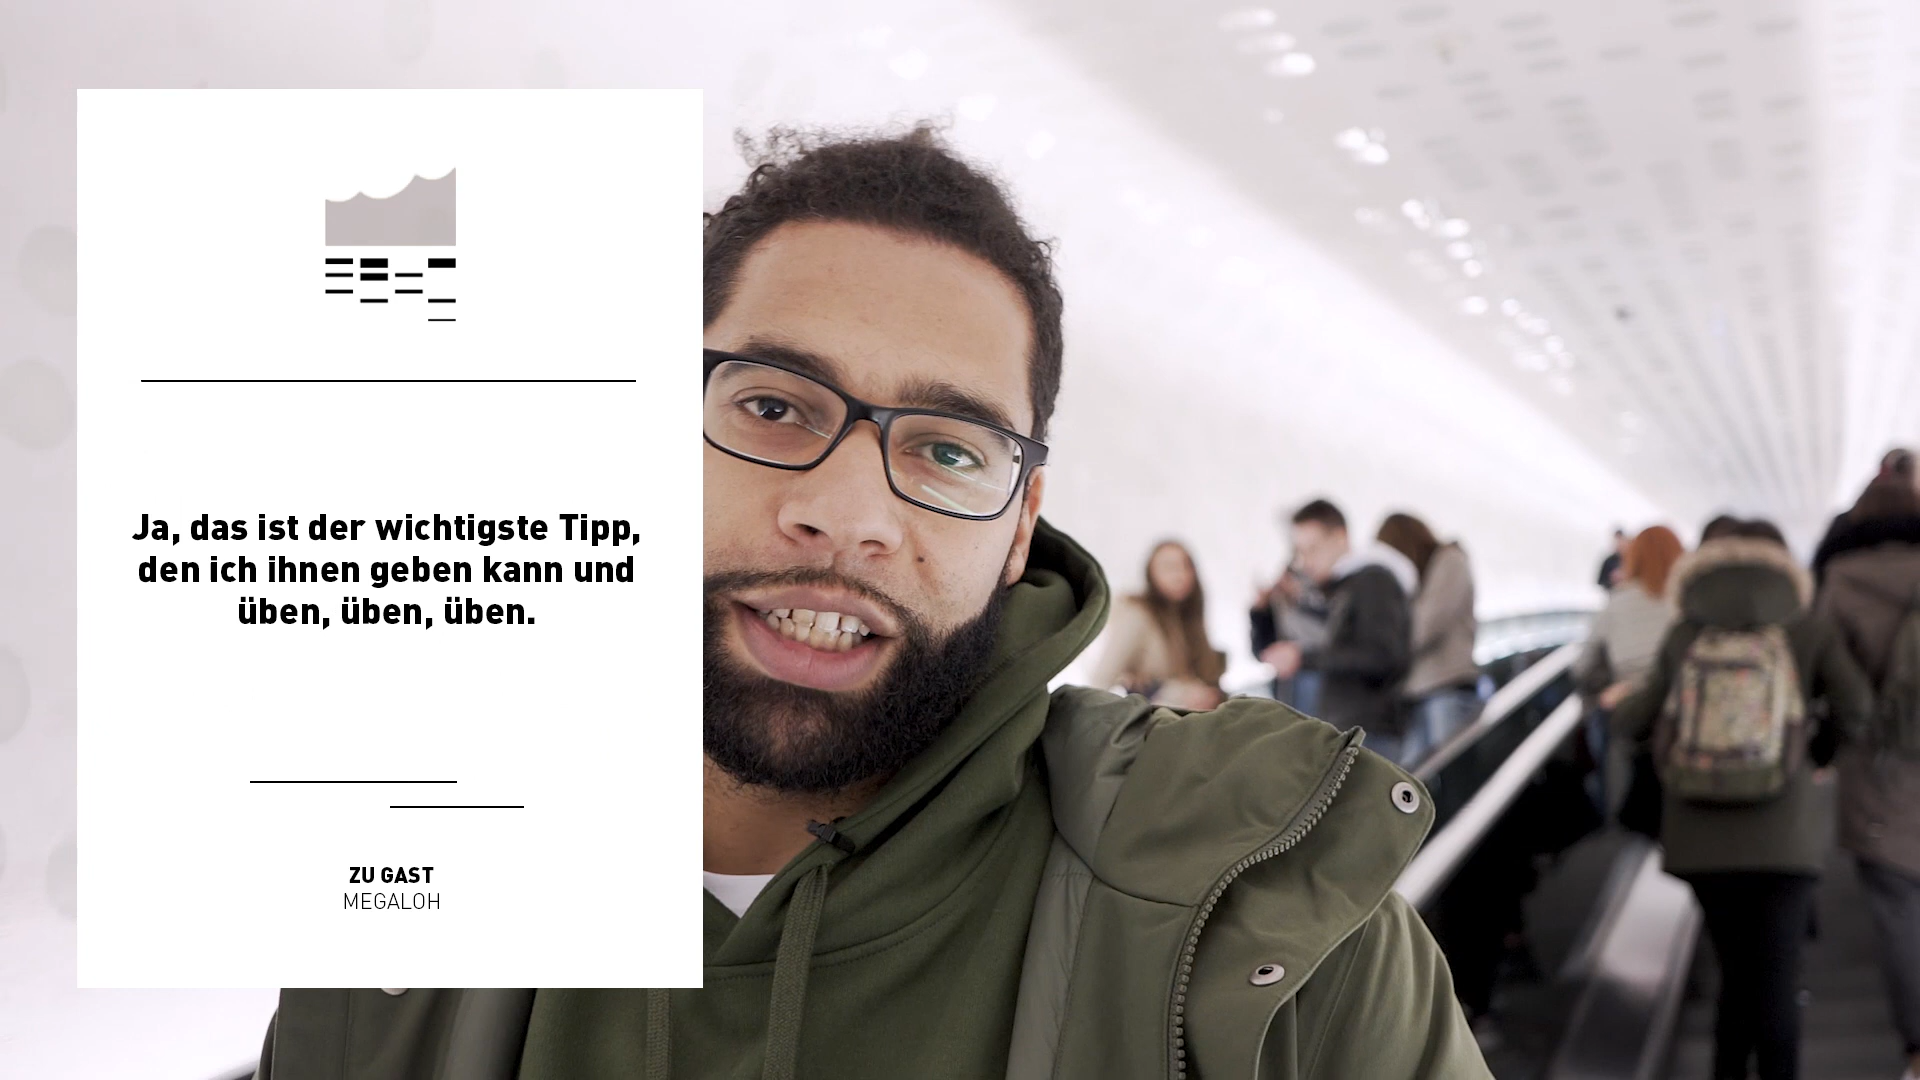 Ja, das ist der wichtigste Tipp,
den ich ihnen geben kann und
üben, üben, üben.
ZU GAST
MEGALOH